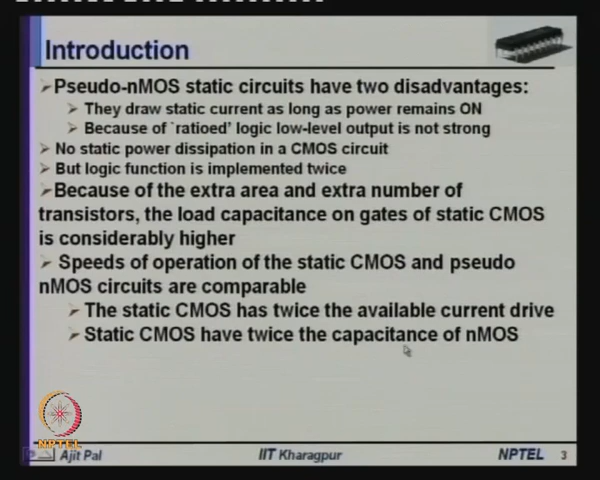 Introduction
➢Pseudo-nMOS static circuits have two disadvantages:
➢ They draw static current as long as power remains ON
➢ Because of `ratioed' logic low-level output is not strong
➢ No static power dissipation in a CMOS circuit
➢ But logic function is implemented twice
➢Because of the extra area and extra number of
transistors, the load capacitance on gates of static CMOS
is considerably higher
➢ Speeds of operation of the static CMOS and pseudo
nMOS circuits are comparable
➢ The static CMOS has twice the available current drive
➢ Static CMOS have twice the capacitance of nMOS
NPTEL
Ajit Pal
IIT Kharagpur
NPTEL
3